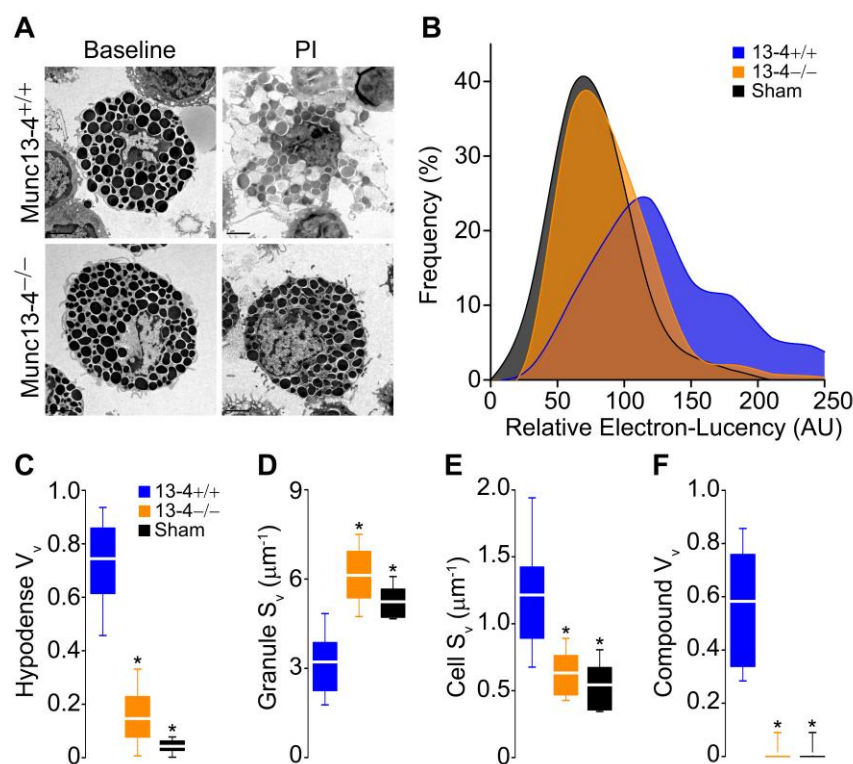 A
Baseline
PI
Munc13-4+/+
Munc13-4−/−
B
Frequency (%)
40
30
20
10
0
13-4+/+
13-4−/−
Sham
0 50 100 150 200 250
Relative Electron-Lucency (AU)
C
Hypodense Vv
1.0
0.8
0.6
0.4
0.2
0
13-4+/+
13-4−/−
Sham
*
*
D
Granule Sv (μm-1)
9
6
3
0
*
*
E
Cell Sv (μm-1)
2.0
1.5
1.0
0.5
0
*
*
F
Compound Vv
1.0
0.8
0.6
0.4
0.2
0
*
*